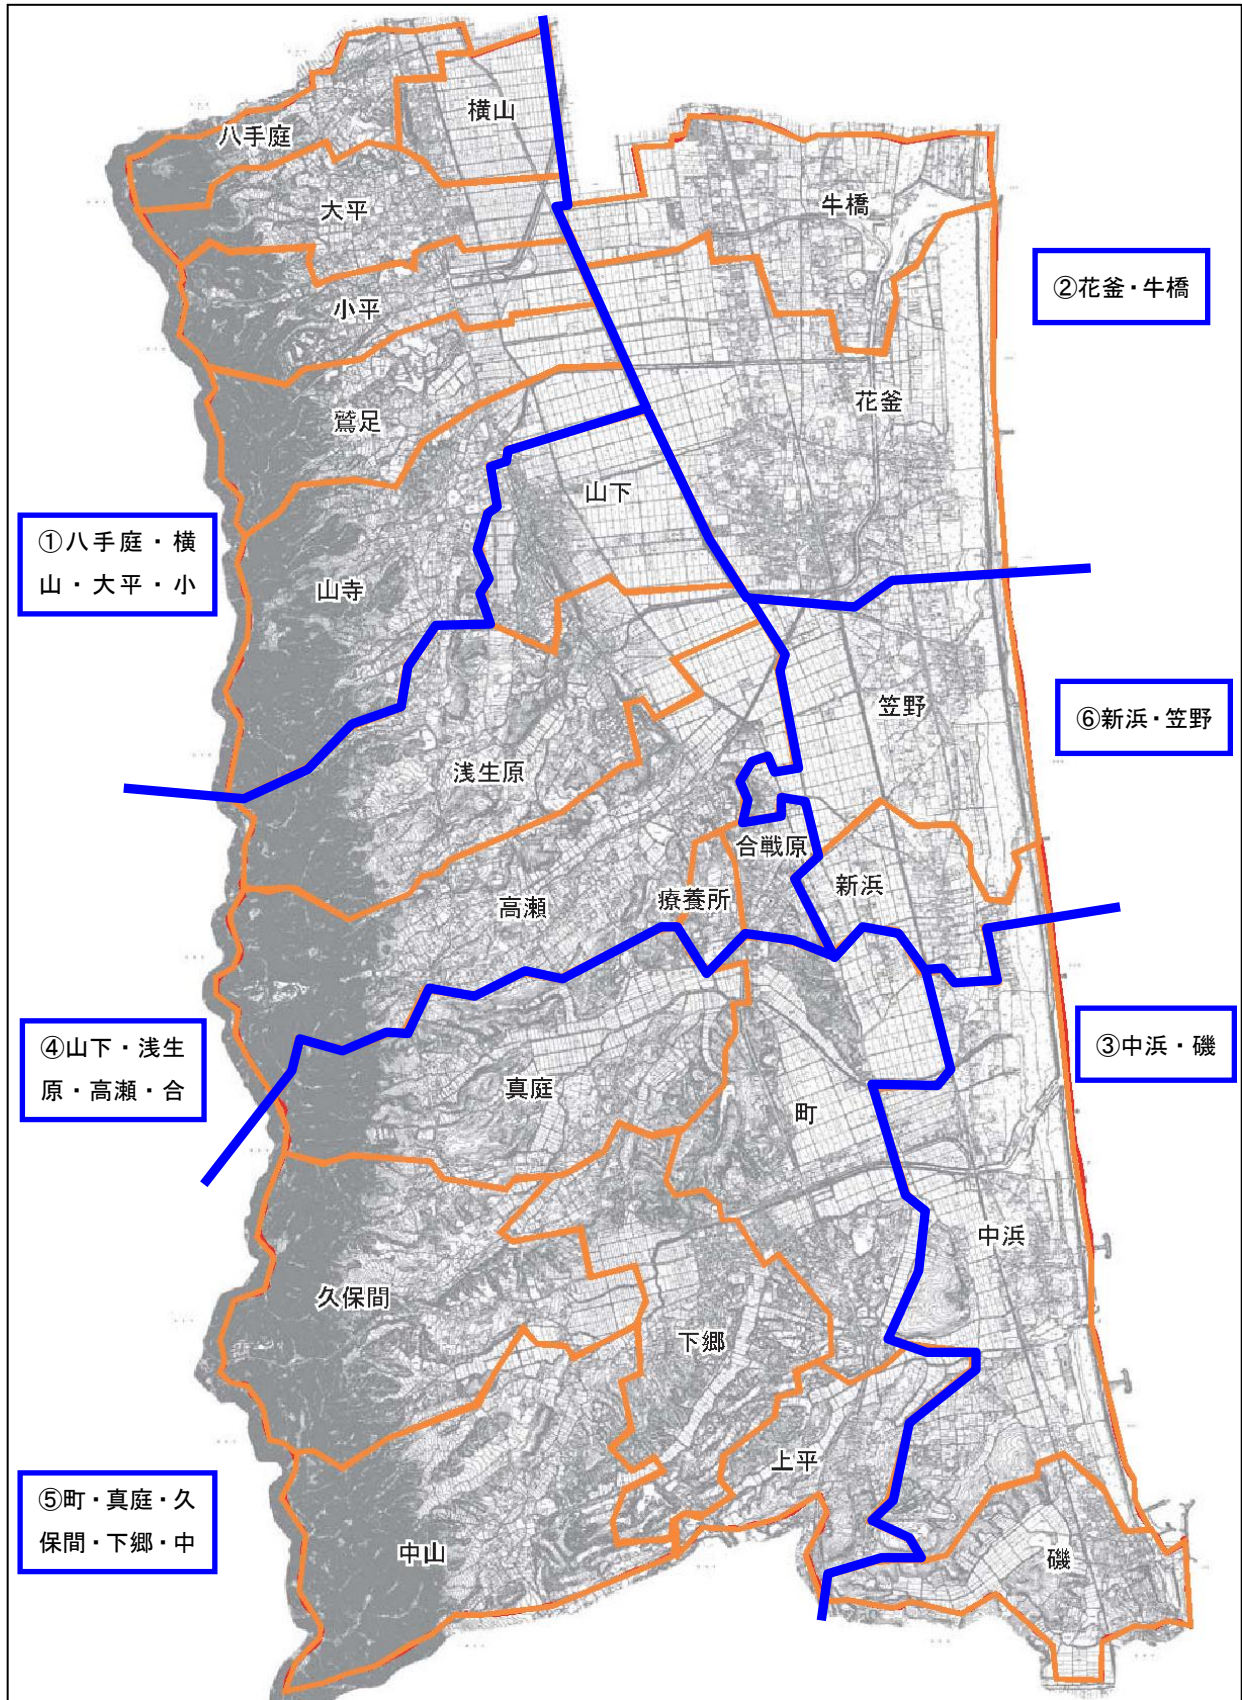 横山
八手庭
牛橋
大平
②花釜・牛橋
小平
花釜
鷲足
山下
①八手庭・横
山・大平・小
山寺
笠野
⑥新浜・笠野
浅生原
合戦原
新浜
療養所
高瀬
④山下・浅生
原・高瀬・合
③中浜・磯
真庭
町
中浜
久保間
下郷
上平
⑤町・真庭・久
保間・下郷・中
中山
磯